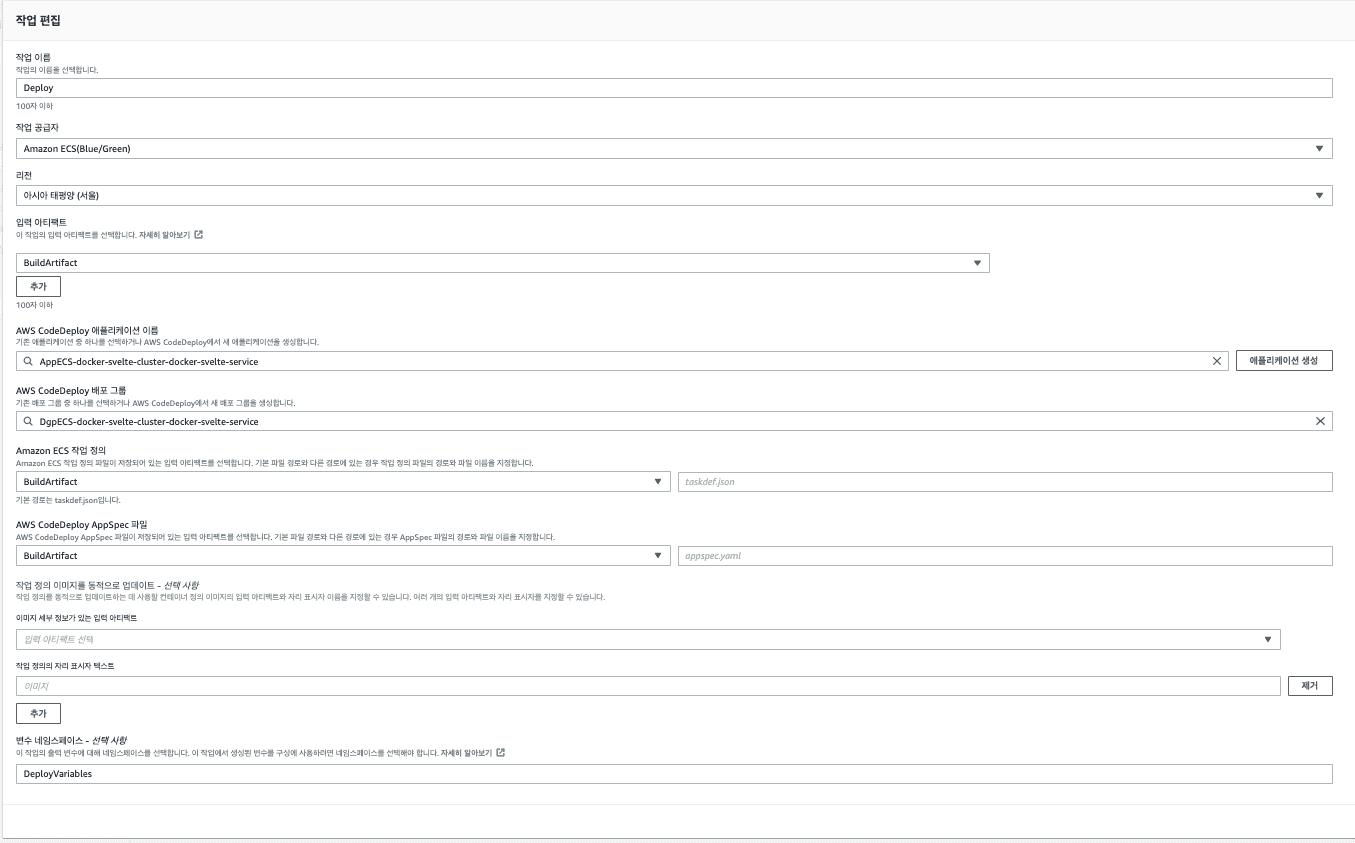 작업 편집
작업 이름
작업의 이름을 선택합니다.
Deploy
100자 이하
작업 공급자
Amazon ECS(Blue/Green)
리전
아시아 태평양 (서울)
입력 아티팩트
이 작업의 입력 아티팩트를 선택합니다. 자세히 알아보기
BuildArtifact
추가
100자 이하
AWS CodeDeploy 애플리케이션 이름
기존 애플리케이션 중 하나를 선택하거나 AWS CodeDeploy에서 새 애플리케이션을 생성합니다.
AppECS-docker-svelte-cluster-docker-svelte-service
애플리케이션 생성
AWS CodeDeploy 배포 그룹
기존 배포 그룹 중 하나를 선택하거나 AWS CodeDeploy에서 새 배포 그룹을 생성합니다.
DgpECS-docker-svelte-cluster-docker-svelte-service
Amazon ECS 작업 정의
Amazon ECS 작업 정의 파일이 저장되어 있는 입력 아티팩트를 선택합니다. 기본 파일 경로와 다른 경로에 있는 경우 작업 정의 파일의 경로와 파일 이름을 지정합니다.
BuildArtifact
taskdef.json
기본 경로는 taskdef.json입니다.
AWS CodeDeploy AppSpec 파일
AWS CodeDeploy AppSpec 파일이 저장되어 있는 입력 아티팩트를 선택합니다. 기본 파일 경로와 다른 경로에 있는 경우 AppSpec 파일의 경로와 파일 이름을 지정합니다.
BuildArtifact
appspec.yaml
작업 정의 이미지를 동적으로 업데이트 - 선택 사항
작업 정의를 동적으로 업데이트하는 데 사용할 컨테이너 정의 이미지의 입력 아티팩트와 자리 표시자 이름을 지정할 수 있습니다. 여러 개의 입력 아티팩트와 자리 표시자를 지정할 수 있습니다.
이미지 세부 정보가 있는 입력 아티팩트
입력 아티팩트 선택
작업 정의의 자리 표시자 텍스트
이미지
제거
추가
변수 네임스페이스 - 선택 사항
이 작업의 출력 변수에 대해 네임스페이스를 선택합니다. 이 작업에서 생성된 변수를 구성에 사용하려면 네임스페이스를 선택해야 합니다. 자세히 알아보기
DeployVariables